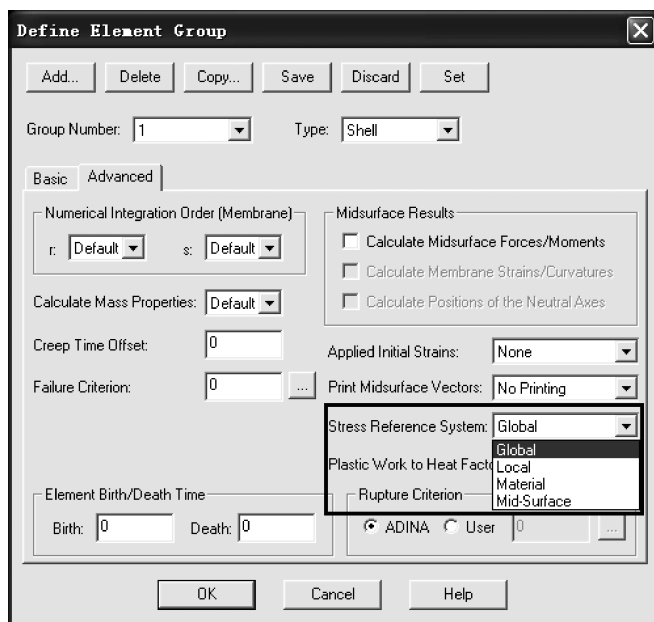 Define Element Group
Add... Delete Copy... Save Discard Set
Group Number: 1 Type: Shell
Basic Advanced
Numerical Integration Order (Membrane) Midsurface Results
r: Default s: Default Calculate Midsurface Forces/Moments
Calculate Membrane Strains/Curvatures
Calculate Mass Properties: Default Calculate Positions of the Neutral Axes
Creep Time Offset: 0 Applied Initial Strains: None
Failure Criterion: 0 ... Print Midsurface Vectors: No Printing
Stress Reference System: Global
Global
Plastic Work to Heat Facto Local
Material
Element Birth/Death Time Rupture Criterion Mid-Surface
Birth: 0 Death: 0 ADINA User 0 ...
OK Cancel Help